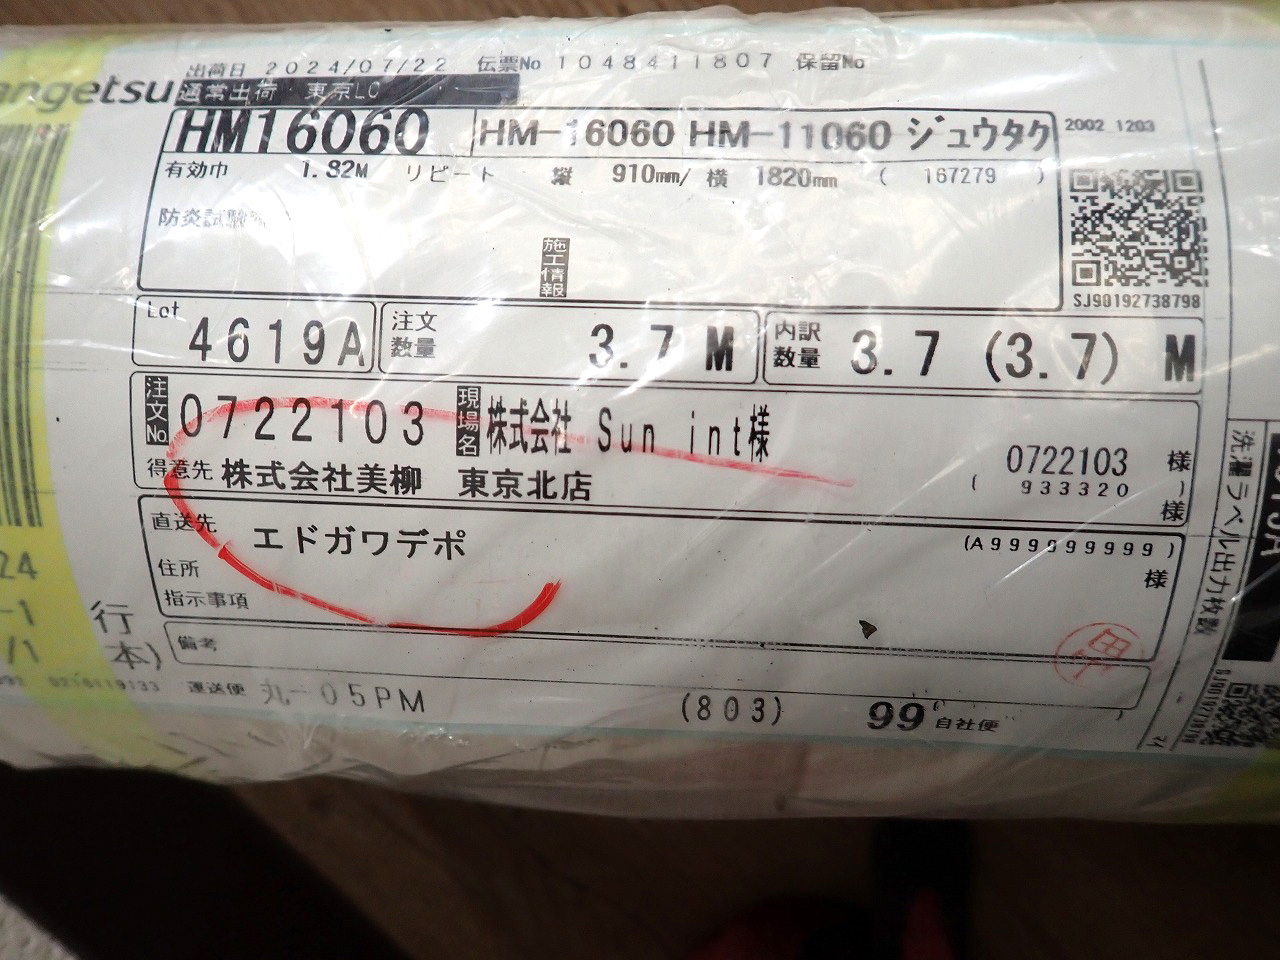 出荷日 2024/07/22 伝票No 1048411807 保留No
angetsu 通常出荷 東京LC
HM16060 HM-16060 HM-11060 ジュウタク 2002 1203
有効巾 1.82M リピート 縦 910mm/ 横 1820mm ( 167279 )
防炎試験
施工情報
SJ90192738798
Lot 4619A 注文数量 3.7 M 内訳数量 3.7 (3.7) M
注文No. 0722103 現場名 株式会社 Sun int様 0722103 様
得意先 株式会社美柳 東京北店 ( 933320 ) 様
直送先 エドガワデポ (A999999999) 様
住所
指示事項
備考
運送便 丸-05PM (803) 99 自社便
24
-1 行
/1 本)
洗濯ラベル出力枚数